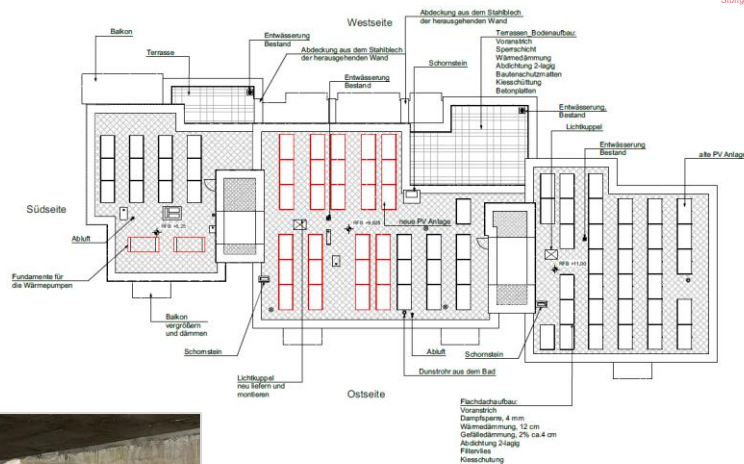 Westseite
Balkon
Terrasse
Entwässerung
Bestand
Abdeckung aus dem Stahlblech
der herausgehenden Wand
Abdeckung aus dem Stahlblech
der herausgehenden Wand
Entwässerung
Bestand
Schornstein
Terrassen_Bodenaufbau:
Voranstrich
Sperrschicht
Wärmedämmung
Abdichtung 2-lagig
Bautenschutzmatten
Kiesschüttung
Betonplatten
Entwässerung,
Bestand
Lichtkuppel
Entwässerung
Bestand
alte PV Anlage
Südseite
Abluft
neue PV Anlage
RFB +11,00
Fundamente für
die Wärmepumpen
Balkon
vergrößern
und dämmen
Schornstein
Lichtkuppel
neu liefern und
montieren
Abluft
Schornstein
Dunstrohr aus dem Bad
Ostseite
Flachdachaufbau:
Voranstrich
Dampfsperre, 4 mm
Wärmedämmung, 12 cm
Gefälledämmung, 2% ca.4 cm
Abdichtung 2-lagig
Filtervlies
Kiesschutung